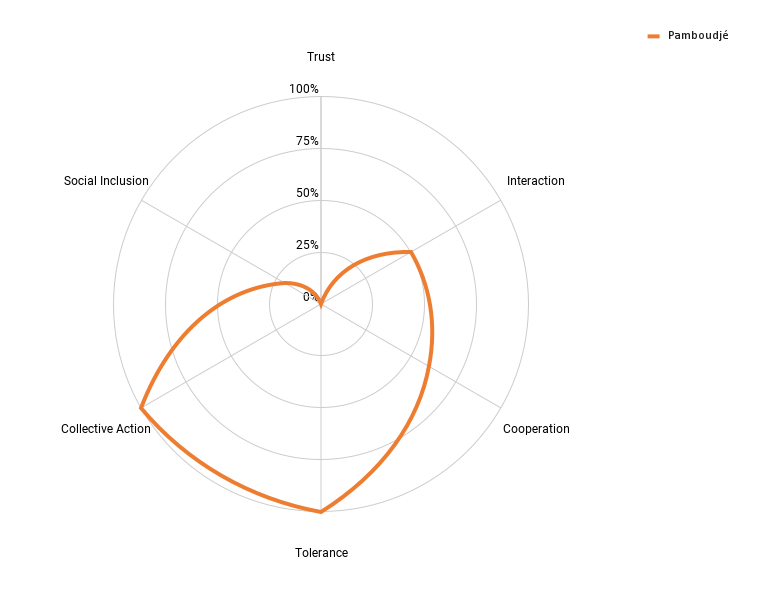 Pamboudjé
Trust
100%
75%
Social Inclusion
Interaction
50%
25%
0%
Collective Action
Cooperation
Tolerance